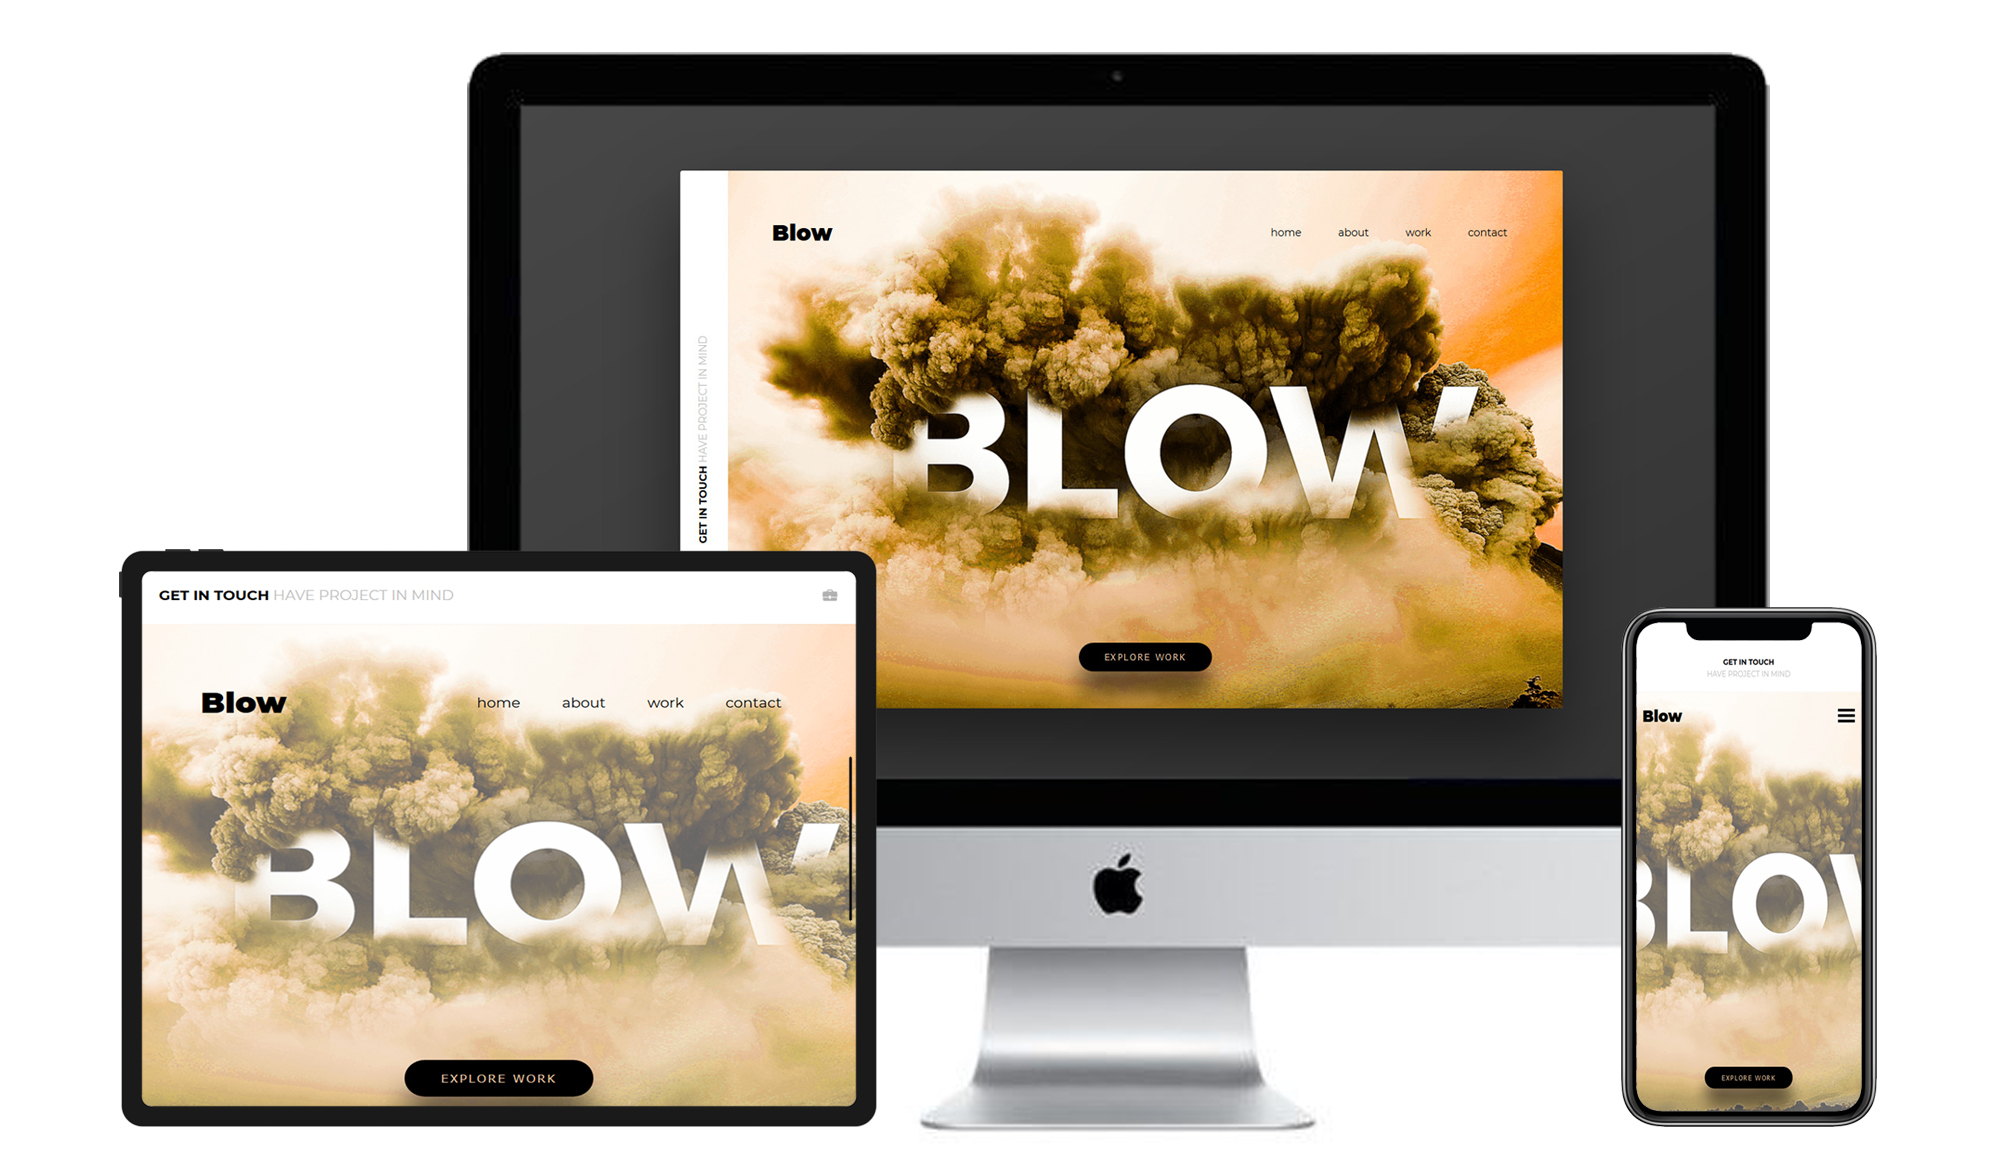 Blow
home about work contact
GET IN TOUCH HAVE PROJECT IN MIND
BLOW
EXPLORE WORK
GET IN TOUCH HAVE PROJECT IN MIND
Blow
home about work contact
BLOW
EXPLORE WORK
GET IN TOUCH
HAVE PROJECT IN MIND
Blow
BLOW
EXPLORE WORK